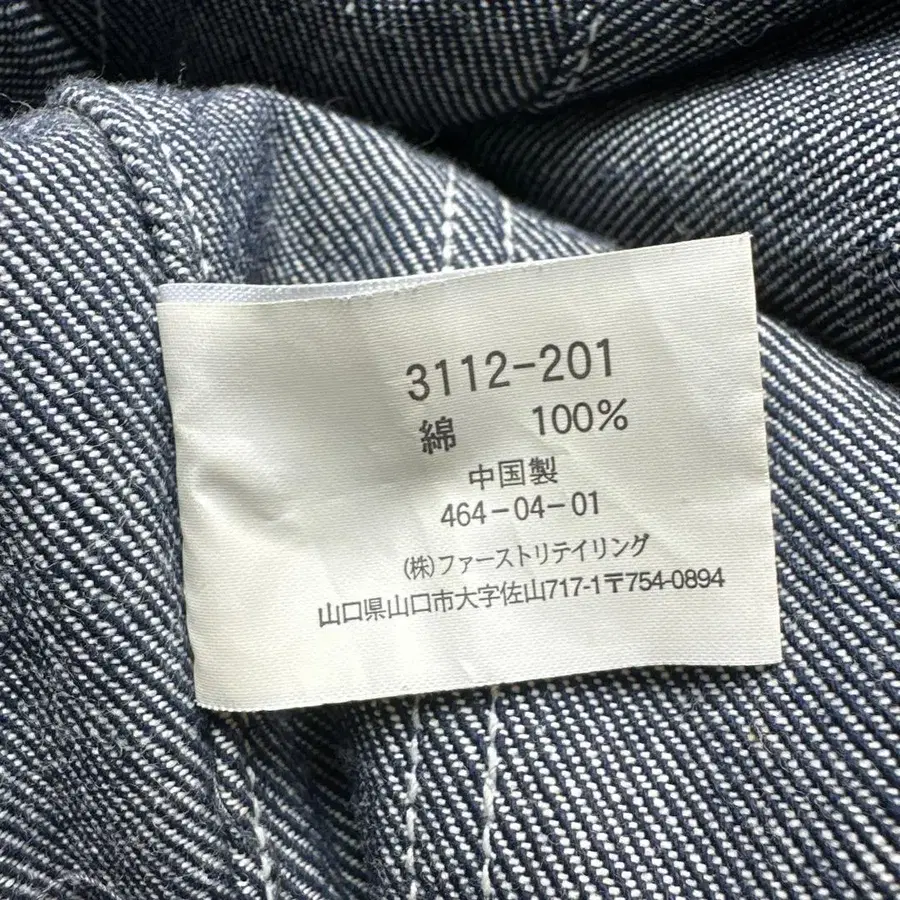 3112-201
綿 100%
中国製
464-04-01
(株)ファーストリテイリング
山口県山口市大字佐山717-1〒754-0894